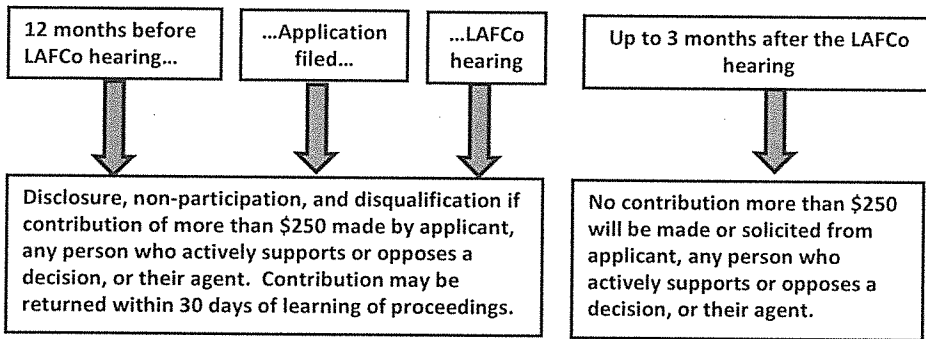 12 months before
LAFCo hearing...
...Application
filed...
...LAFCo
hearing
Up to 3 months after the LAFCo
hearing
Disclosure, non-participation, and disqualification if
contribution of more than $250 made by applicant,
any person who actively supports or opposes a
decision, or their agent.  Contribution may be
returned within 30 days of learning of proceedings.
No contribution more than $250
will be made or solicited from
applicant, any person who
actively supports or opposes a
decision, or their agent.